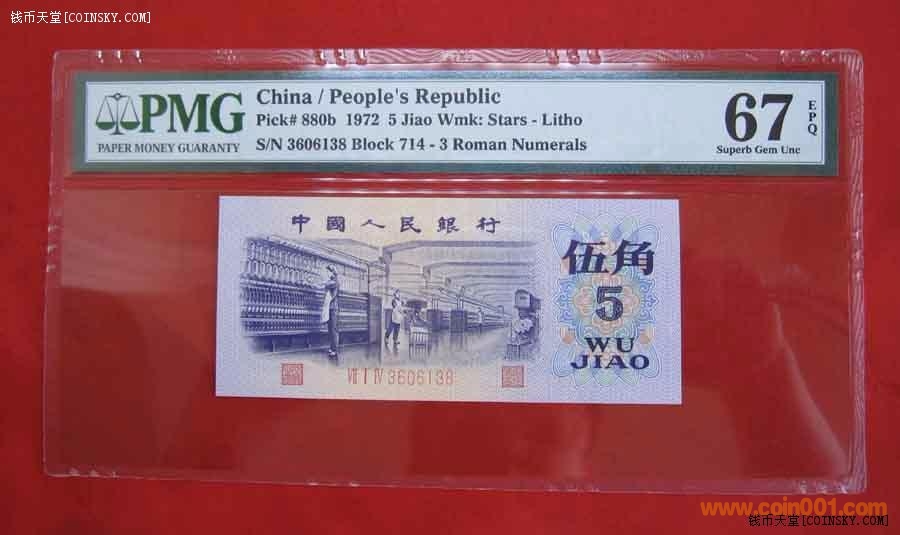 钱币天堂[COINSKY.COM]
PMG
PAPER MONEY GUARANTY
China / People's Republic
Pick# 880b 1972 5 Jiao Wmk: Stars - Litho
S/N 3606138 Block 714 - 3 Roman Numerals
67
EPQ
Superb Gem Unc
中國人民銀行
伍角
5
WU
JIAO
Ⅶ Ⅰ Ⅳ 3606138
www.coin001.com
钱币天堂[COINSKY.COM]